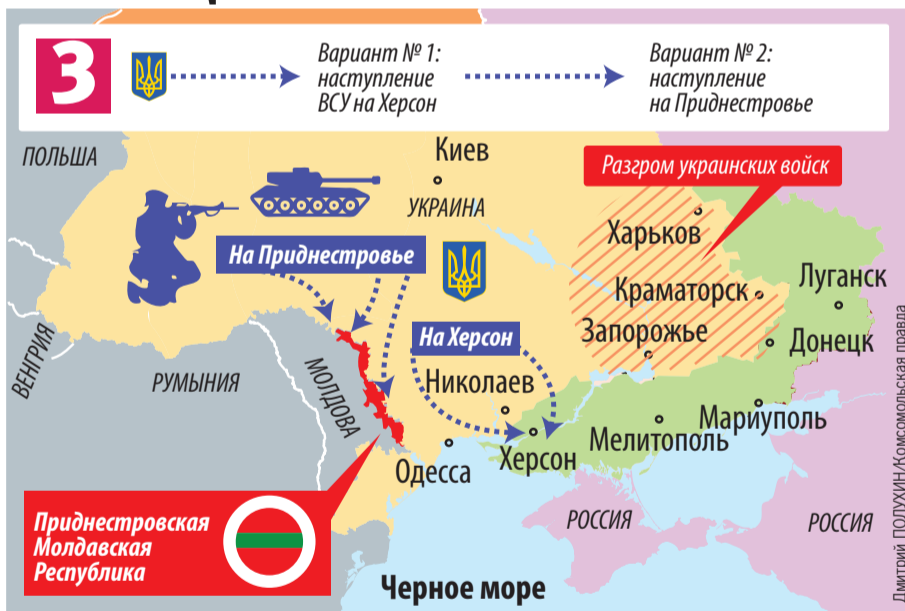 3
Вариант № 1:
наступление
ВСУ на Херсон
Вариант № 2:
наступление
на Приднестровье
ПОЛЬША
Киев
Разгром украинских войск
УКРАИНА
Харьков
На Приднестровье
Луганск
Краматорск
Запорожье
На Херсон
Донецк
ВЕНГРИЯ
РУМЫНИЯ
МОЛДОВА
Николаев
Мариуполь
Мелитополь
Херсон
Одесса
Приднестровская
Молдавская
Республика
РОССИЯ
РОССИЯ
Черное море
Дмитрий ПОЛУХИН/Комсомольская правда